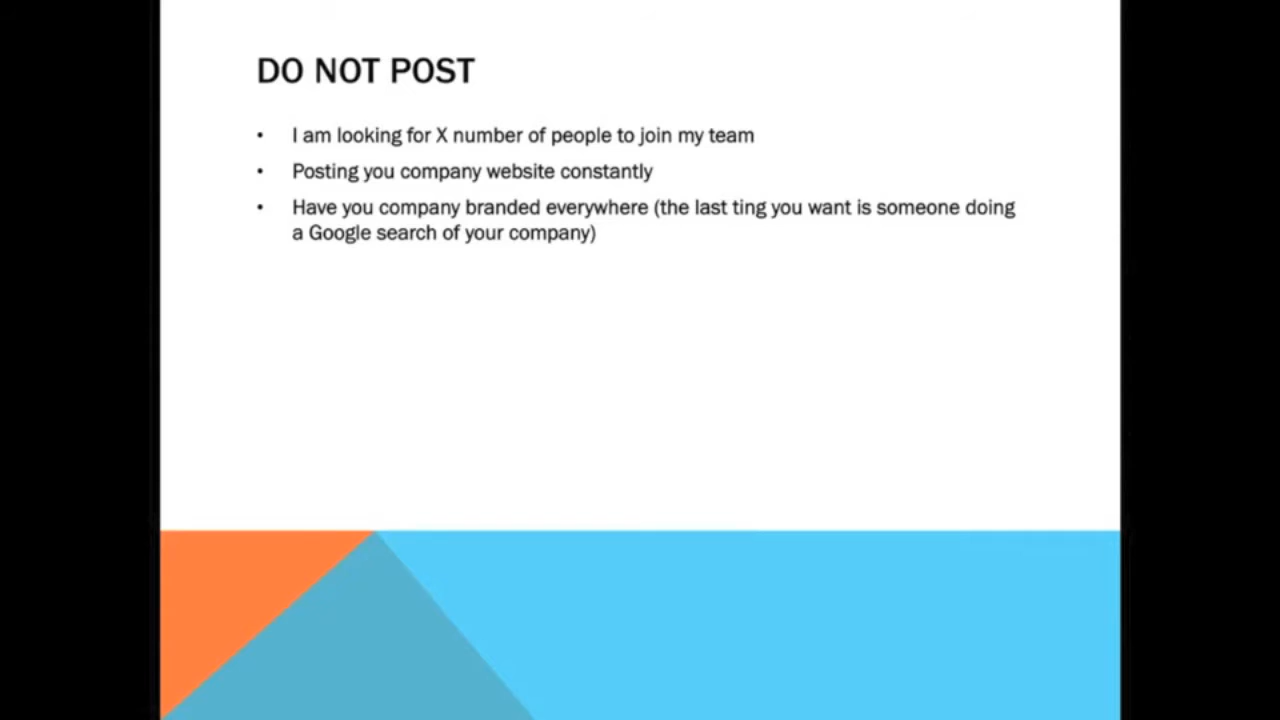 DO NOT POST
• I am looking for X number of people to join my team
• Posting you company website constantly
• Have you company branded everywhere (the last ting you want is someone doing
a Google search of your company)